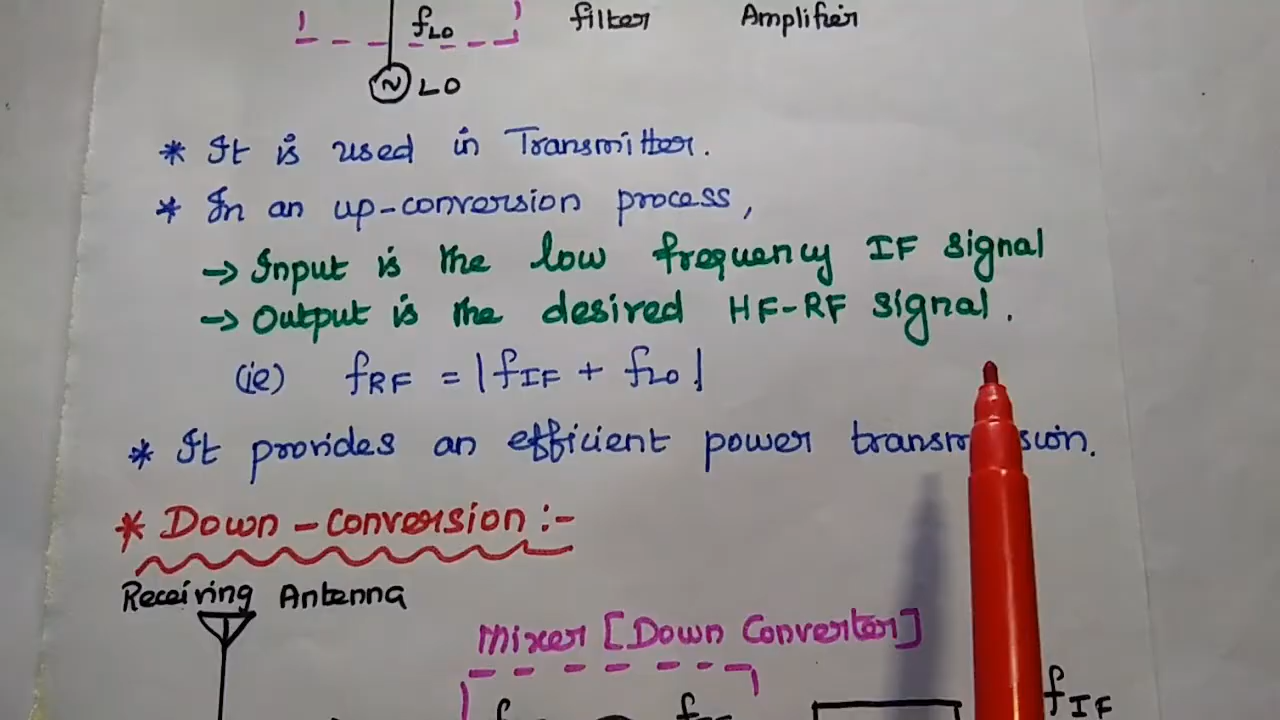 fLO filter Amplifier
~ LO
* It is used in Transmitter.
* In an up-conversion process,
→ Input is the low frequency IF signal
→ Output is the desired HF-RF signal.
(ie) fRF = |fIF + fLO|
* It provides an efficient power
* Down-Conversion :-
Receiving Antenna
Mixer [Down Converter]
fIF